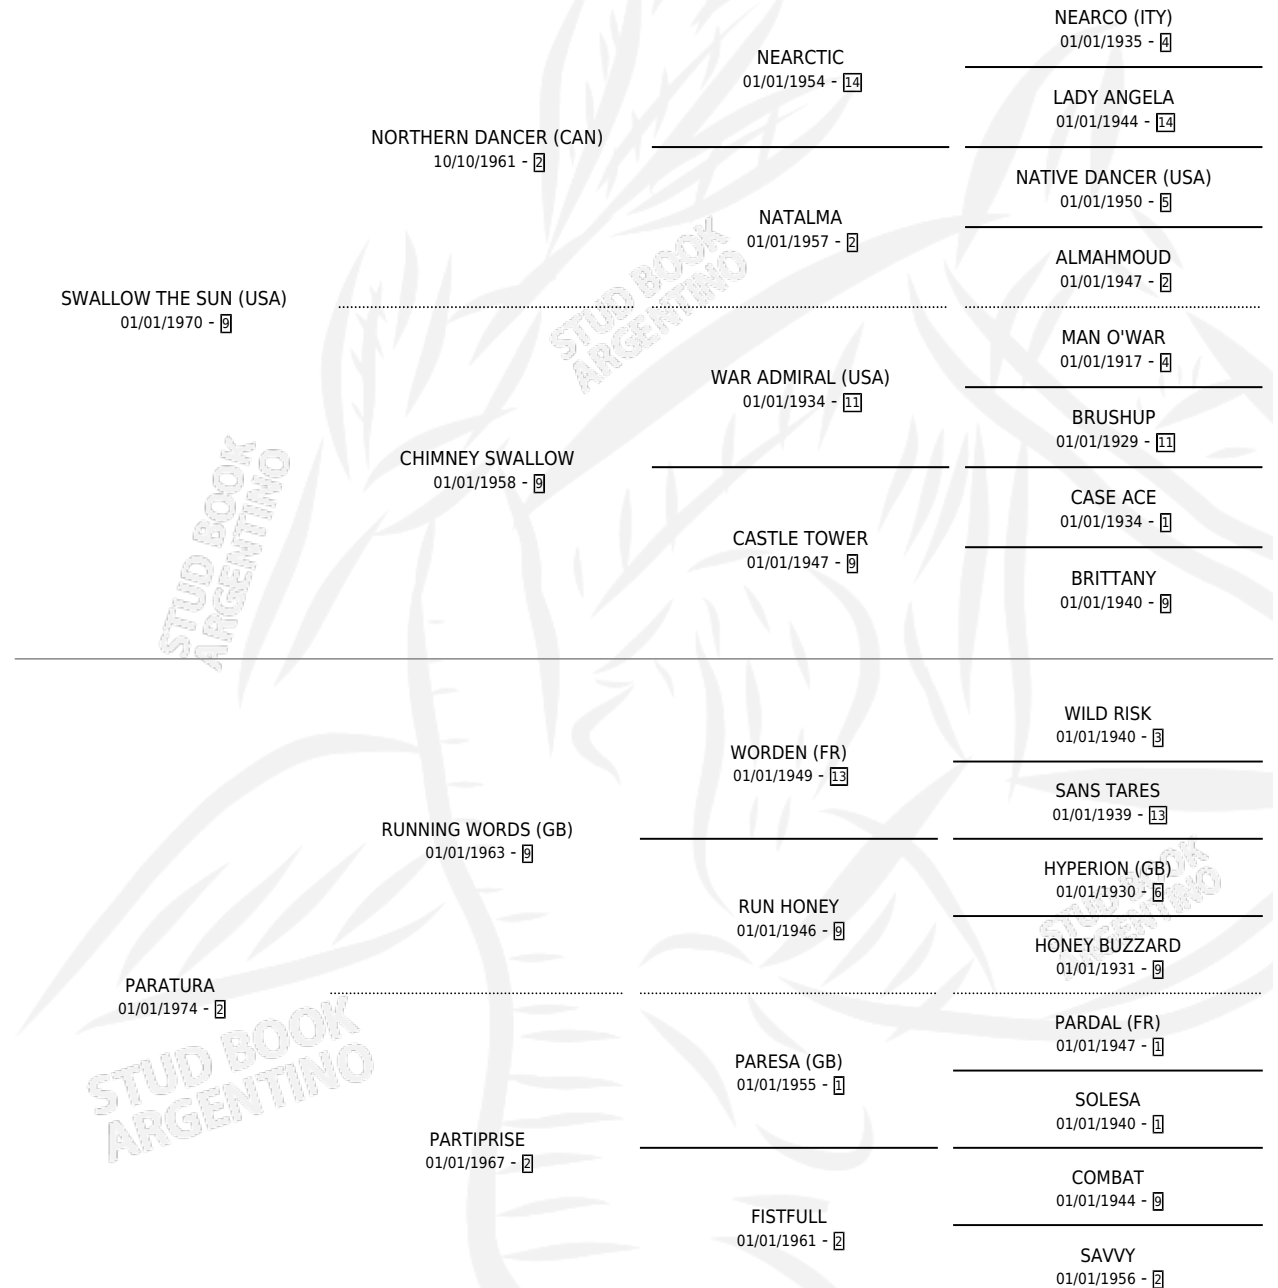 SWALLOW THE SUN (USA)
01/01/1970 - 9
NORTHERN DANCER (CAN)
10/10/1961 - 2
CHIMNEY SWALLOW
01/01/1958 - 9
NEARCTIC
01/01/1954 - 14
NATALMA
01/01/1957 - 2
WAR ADMIRAL (USA)
01/01/1934 - 11
CASTLE TOWER
01/01/1947 - 9
NEARCO (ITY)
01/01/1935 - 4
LADY ANGELA
01/01/1944 - 14
NATIVE DANCER (USA)
01/01/1950 - 5
ALMAHMOUD
01/01/1947 - 2
MAN O'WAR
01/01/1917 - 4
BRUSHUP
01/01/1929 - 11
CASE ACE
01/01/1934 - 1
BRITTANY
01/01/1940 - 9
PARATURA
01/01/1974 - 2
RUNNING WORDS (GB)
01/01/1963 - 9
PARTIPRISE
01/01/1967 - 2
WORDEN (FR)
01/01/1949 - 13
RUN HONEY
01/01/1946 - 9
PARESA (GB)
01/01/1955 - 1
FISTFULL
01/01/1961 - 2
WILD RISK
01/01/1940 - 3
SANS TARES
01/01/1939 - 13
HYPERION (GB)
01/01/1930 - 6
HONEY BUZZARD
01/01/1931 - 9
PARDAL (FR)
01/01/1947 - 1
SOLESA
01/01/1940 - 1
COMBAT
01/01/1944 - 9
SAVVY
01/01/1956 - 2
STUD BOOK
ARGENTINO
STUD BOOK
ARGENTINO
STUD BOOK
ARGENTINO
STUD BOOK
ARGENTINO